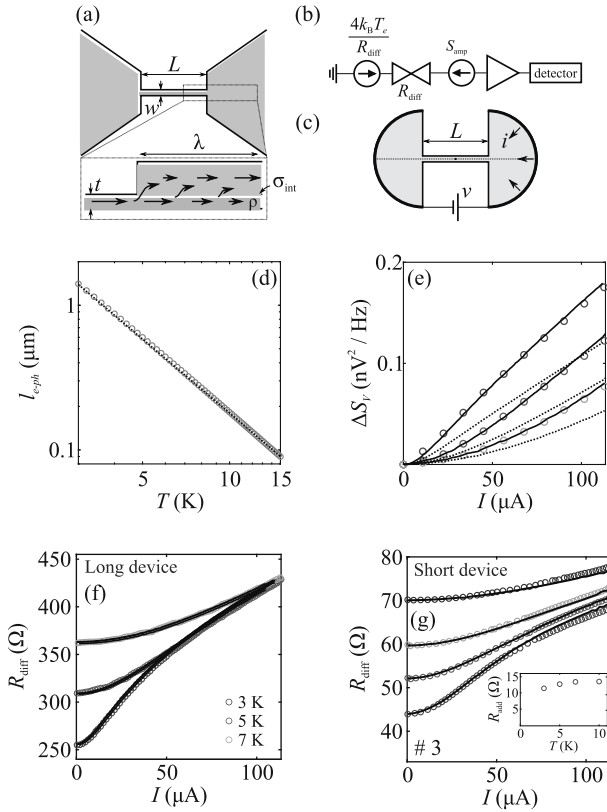 (a)
L
w
λ
t
σint
ρ
(b)
4kBTe
Rdiff
Samp
Rdiff
detector
(c)
L
i
v
(d)
1
0.1
le-ph (μm)
5
10
15
T (K)
(e)
0.2
0.1
ΔSV (nV² / Hz)
0
50
100
I (μA)
Long device
(f)
450
400
350
300
250
Rdiff (Ω)
3 K
5 K
7 K
0
50
100
I (μA)
Short device
(g)
80
70
60
50
40
Rdiff (Ω)
# 3
15
10
5
Radd (Ω)
0
5
10
T (K)
0
50
100
I (μA)